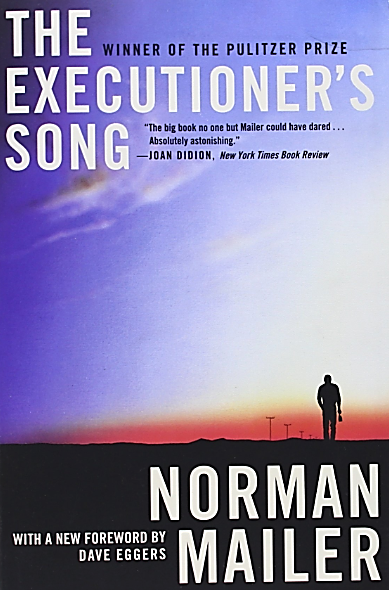 THE
WINNER OF THE PULITZER PRIZE
EXECUTIONER'S
SONG
"The big book no one but Mailer could have dared . . .
Absolutely astonishing."
—JOAN DIDION, New York Times Book Review
NORMAN
MAILER
WITH A NEW FOREWORD BY
DAVE EGGERS